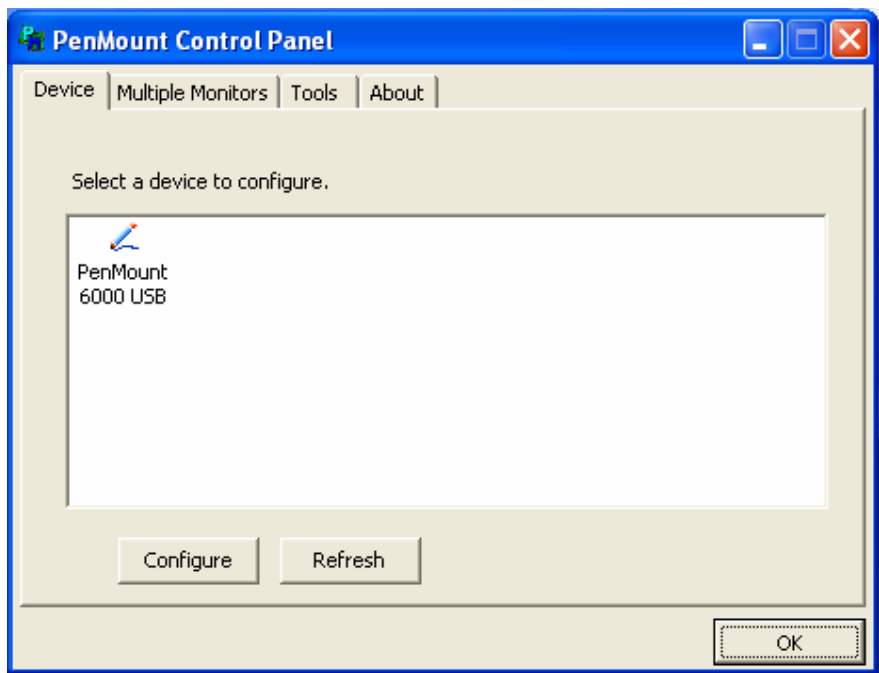 PenMount Control Panel
Device Multiple Monitors Tools About
Select a device to configure.
PenMount
6000 USB
Configure Refresh
OK